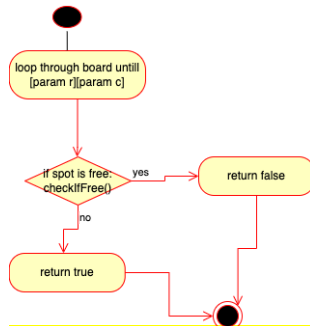 loop through board untill
[param r][param c]
if spot is free:
checkIfFree()
yes
return false
no
return true